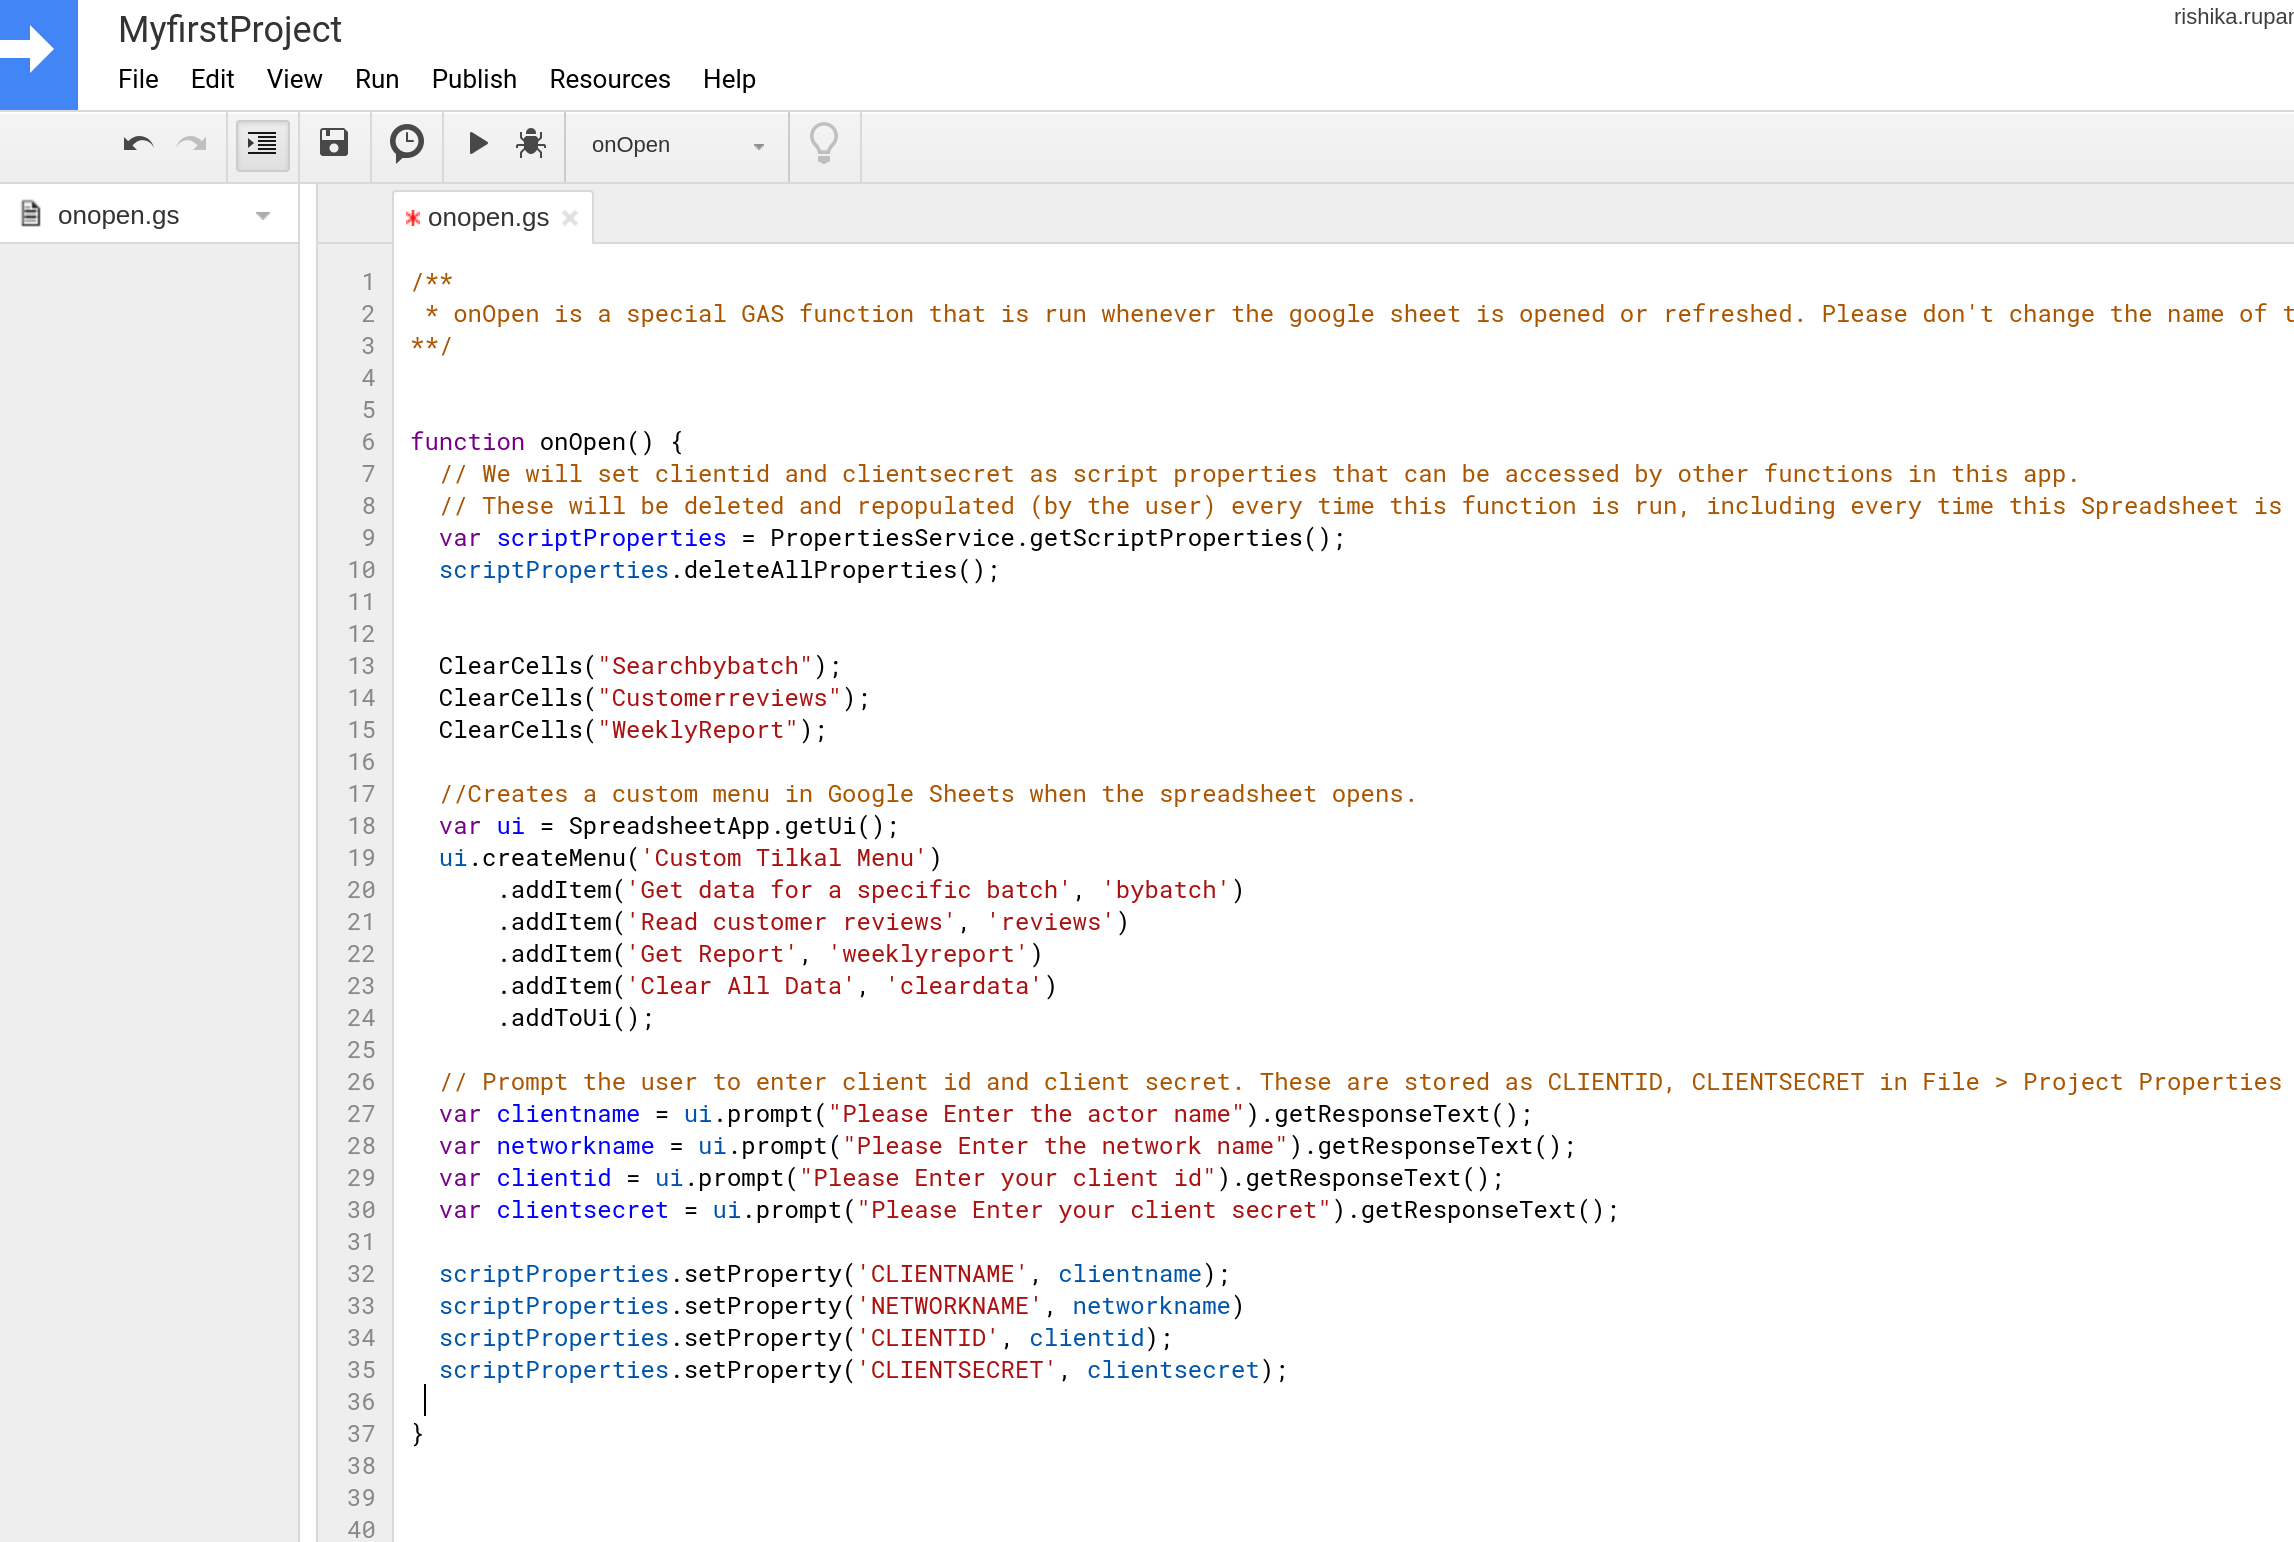 MyfirstProject
rishika.rupar
File Edit View Run Publish Resources Help
onOpen
onopen.gs
onopen.gs
1 /**
2  * onOpen is a special GAS function that is run whenever the google sheet is opened or refreshed. Please don't change the name of t
3 **/
4
5
6 function onOpen() {
7   // We will set clientid and clientsecret as script properties that can be accessed by other functions in this app.
8   // These will be deleted and repopulated (by the user) every time this function is run, including every time this Spreadsheet is
9   var scriptProperties = PropertiesService.getScriptProperties();
10   scriptProperties.deleteAllProperties();
11
12
13   ClearCells("Searchbybatch");
14   ClearCells("Customerreviews");
15   ClearCells("WeeklyReport");
16
17   //Creates a custom menu in Google Sheets when the spreadsheet opens.
18   var ui = SpreadsheetApp.getUi();
19   ui.createMenu('Custom Tilkal Menu')
20       .addItem('Get data for a specific batch', 'bybatch')
21       .addItem('Read customer reviews', 'reviews')
22       .addItem('Get Report', 'weeklyreport')
23       .addItem('Clear All Data', 'cleardata')
24       .addToUi();
25
26   // Prompt the user to enter client id and client secret. These are stored as CLIENTID, CLIENTSECRET in File > Project Properties
27   var clientname = ui.prompt("Please Enter the actor name").getResponseText();
28   var networkname = ui.prompt("Please Enter the network name").getResponseText();
29   var clientid = ui.prompt("Please Enter your client id").getResponseText();
30   var clientsecret = ui.prompt("Please Enter your client secret").getResponseText();
31
32   scriptProperties.setProperty('CLIENTNAME', clientname);
33   scriptProperties.setProperty('NETWORKNAME', networkname)
34   scriptProperties.setProperty('CLIENTID', clientid);
35   scriptProperties.setProperty('CLIENTSECRET', clientsecret);
36
37 }
38
39
40